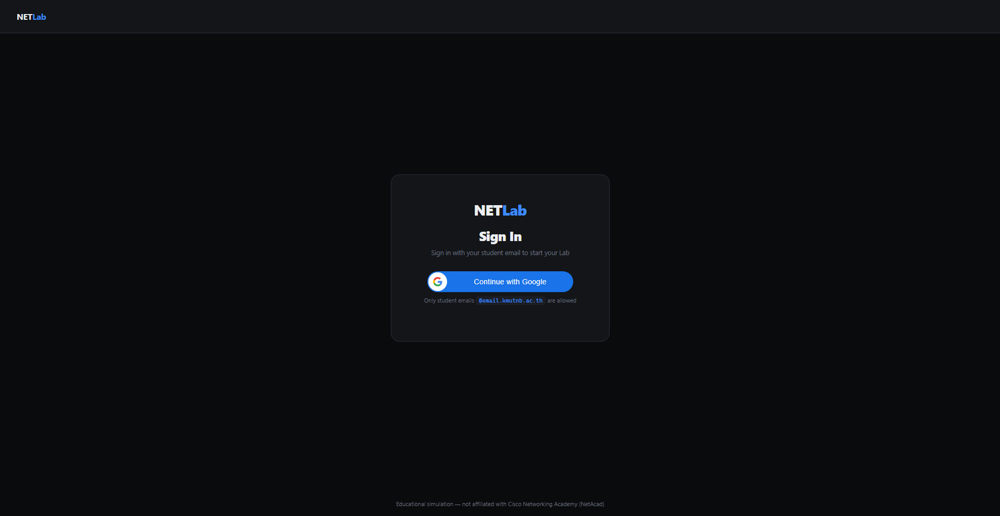 NETLab
NETLab
Sign In
Sign in with your student email to start your Lab
Continue with Google
Only student emails @email.kmutnb.ac.th are allowed
Educational simulation — not affiliated with Cisco Networking Academy (NetAcad)